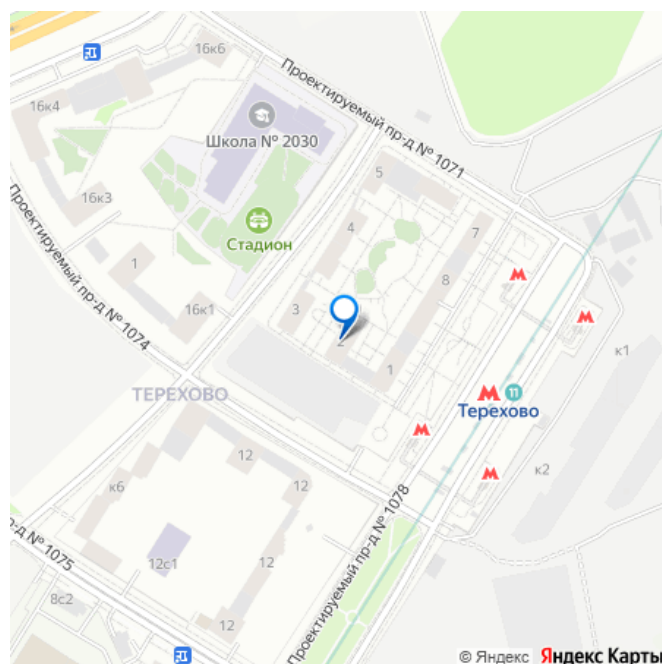 16к6
16к4
Школа № 2030
Проектируемый пр-д № 1071
5
16к3
Стадион
4
7
1
8
3
16к1
2
к1
Проектируемый пр-д № 1074
1
11
Терехово
ТЕРЕХОВО
12
к6
12
к2
12с1
12
Проектируемый пр-д № 1078
р-д № 1075
8с2
12
© Яндекс Яндекс Карты